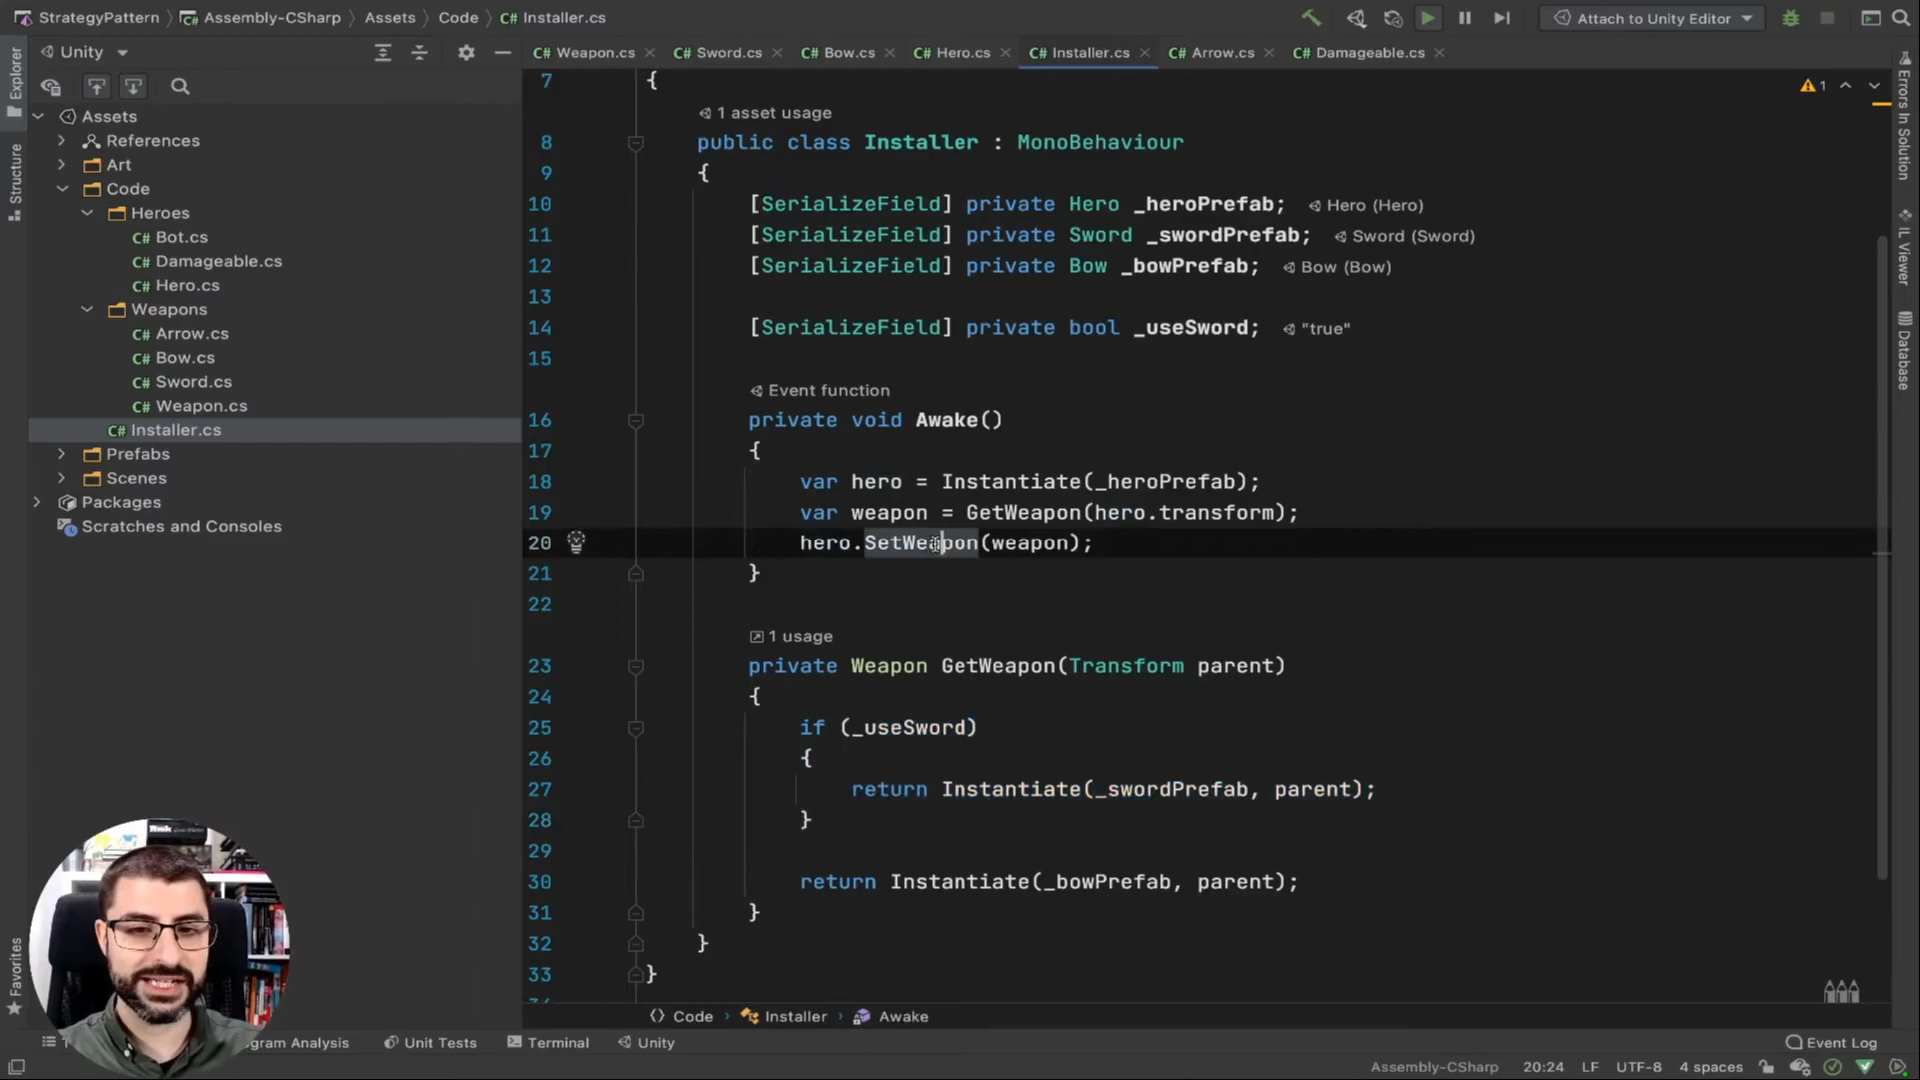 StrategyPattern Assembly-CSharp Assets Code C# Installer.cs
Attach to Unity Editor
Unity
C# Weapon.cs C# Sword.cs C# Bow.cs C# Hero.cs C# Installer.cs C# Arrow.cs C# Damageable.cs
Explorer
Structure
Favorites
Assets
References
Art
Code
Heroes
C# Bot.cs
C# Damageable.cs
C# Hero.cs
Weapons
C# Arrow.cs
C# Bow.cs
C# Sword.cs
C# Weapon.cs
C# Installer.cs
Prefabs
Scenes
Packages
Scratches and Consoles
7 {
1 asset usage
8 public class Installer : MonoBehaviour
9 {
10 [SerializeField] private Hero _heroPrefab; Hero (Hero)
11 [SerializeField] private Sword _swordPrefab; Sword (Sword)
12 [SerializeField] private Bow _bowPrefab; Bow (Bow)
13
14 [SerializeField] private bool _useSword; "true"
15
Event function
16 private void Awake()
17 {
18 var hero = Instantiate(_heroPrefab);
19 var weapon = GetWeapon(hero.transform);
20 hero.SetWeapon(weapon);
21 }
22
1 usage
23 private Weapon GetWeapon(Transform parent)
24 {
25 if (_useSword)
26 {
27 return Instantiate(_swordPrefab, parent);
28 }
29
30 return Instantiate(_bowPrefab, parent);
31 }
32 }
33 }
1
Errors In Solution
IL Viewer
Database
Code Installer Awake
gram Analysis Unit Tests Terminal Unity Event Log
Assembly-CSharp 20:24 LF UTF-8 4 spaces